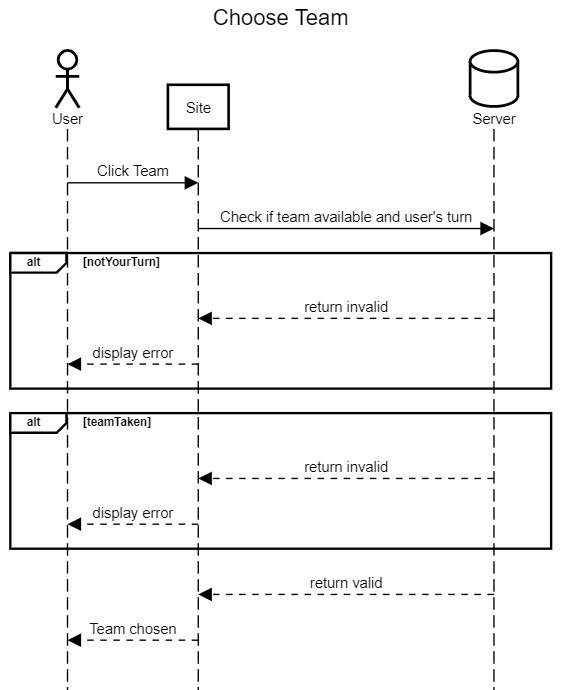 Choose Team
User
Site
Server
Click Team
Check if team available and user's turn
alt [notYourTurn]
return invalid
display error
alt [teamTaken]
return invalid
display error
return valid
Team chosen